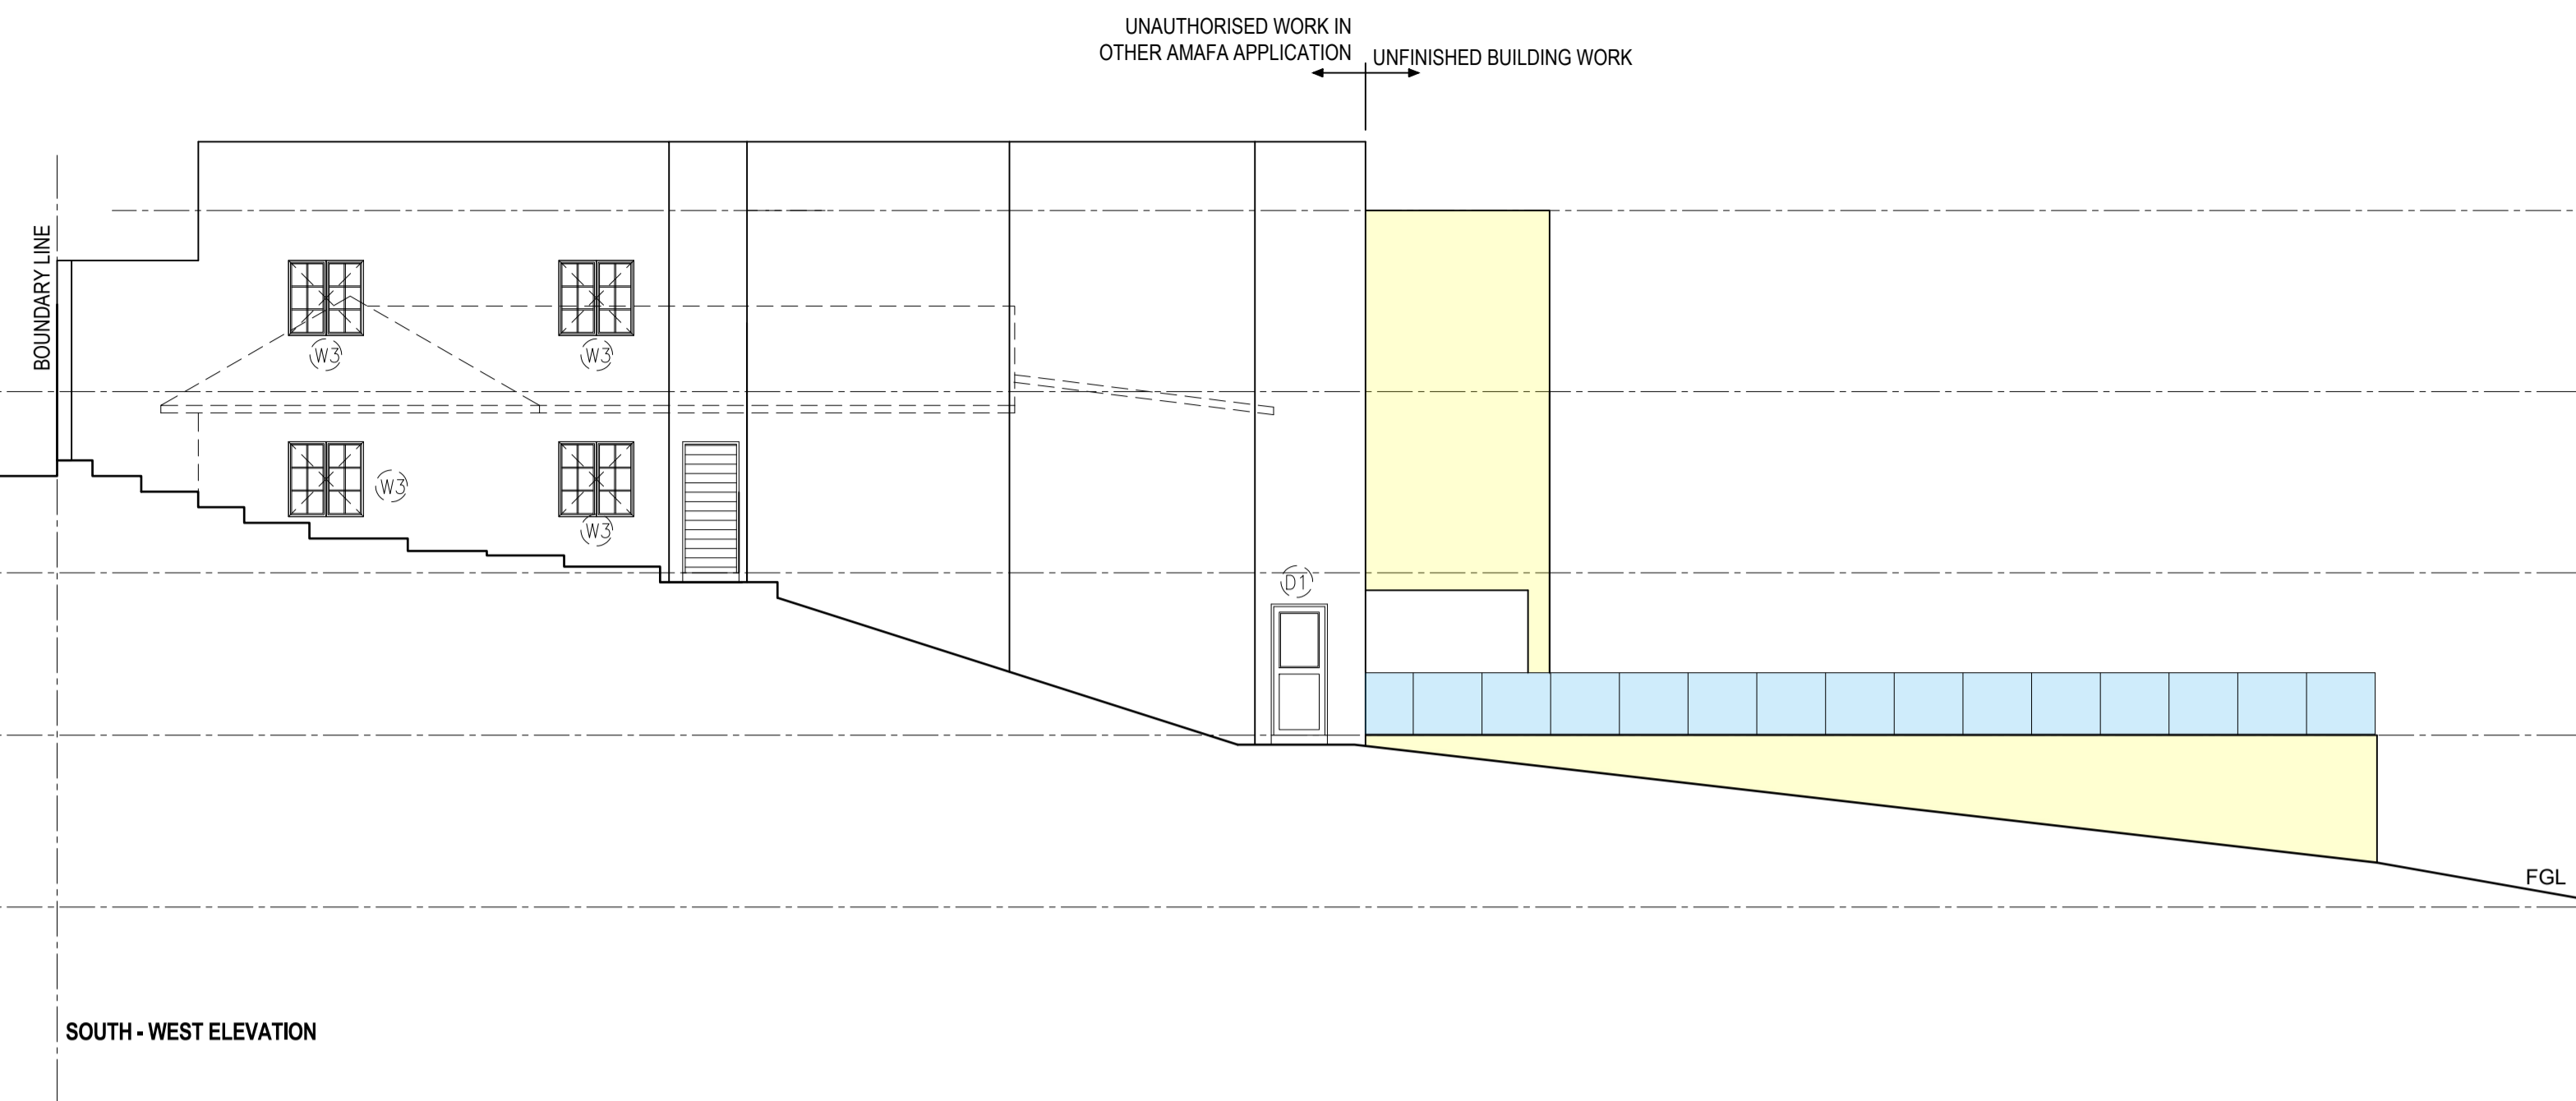 UNAUTHORISED WORK IN
OTHER AMAFA APPLICATION
UNFINISHED BUILDING WORK
BOUNDARY LINE
W3
W3
W3
W3
D1
FGL
SOUTH - WEST ELEVATION